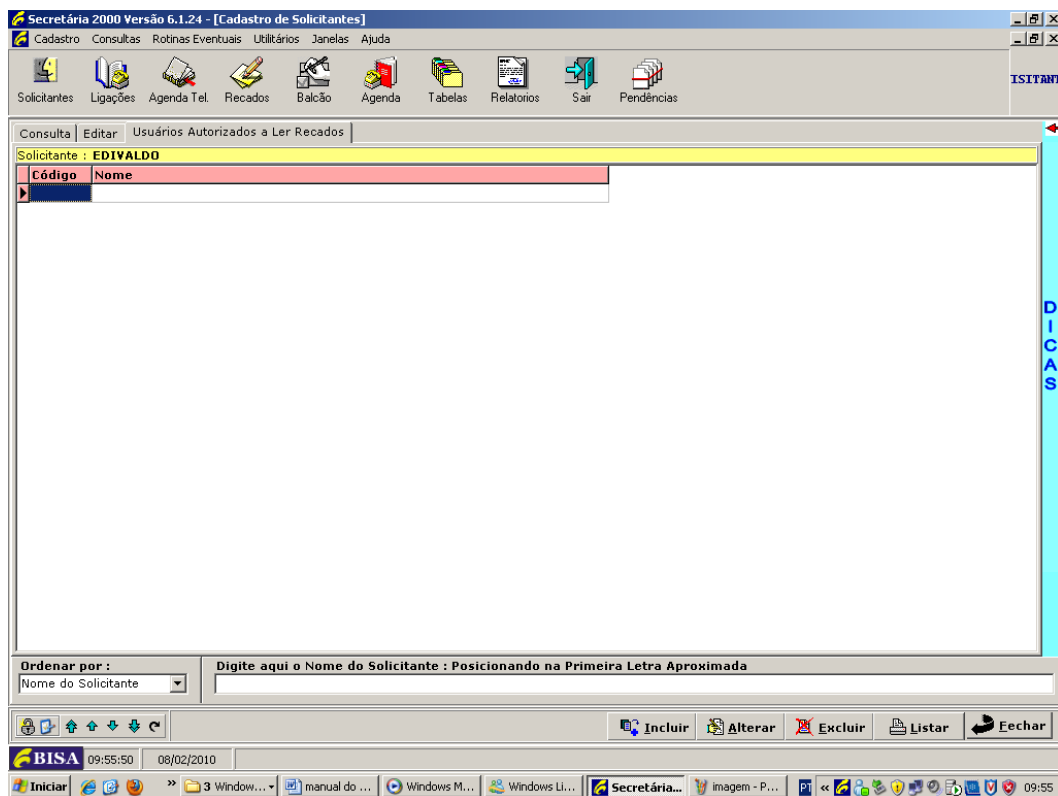 Secretária 2000 Versão 6.1.24 - [Cadastro de Solicitantes]
Cadastro Consultas Rotinas Eventuais Utilitários Janelas Ajuda
Solicitantes Ligações Agenda Tel. Recados Balcão Agenda Tabelas Relatorios Sair Pendências
ISITANT
Consulta Editar Usuários Autorizados a Ler Recados
Solicitante : EDIVALDO
Código Nome
DICAS
Ordenar por : Digite aqui o Nome do Solicitante : Posicionando na Primeira Letra Aproximada
Nome do Solicitante
Incluir Alterar Excluir Listar Fechar
BISA 09:55:50 08/02/2010
Iniciar » 3 Window... manual do ... Windows M... Windows Li... Secretária... imagem - P... PT « 09:55